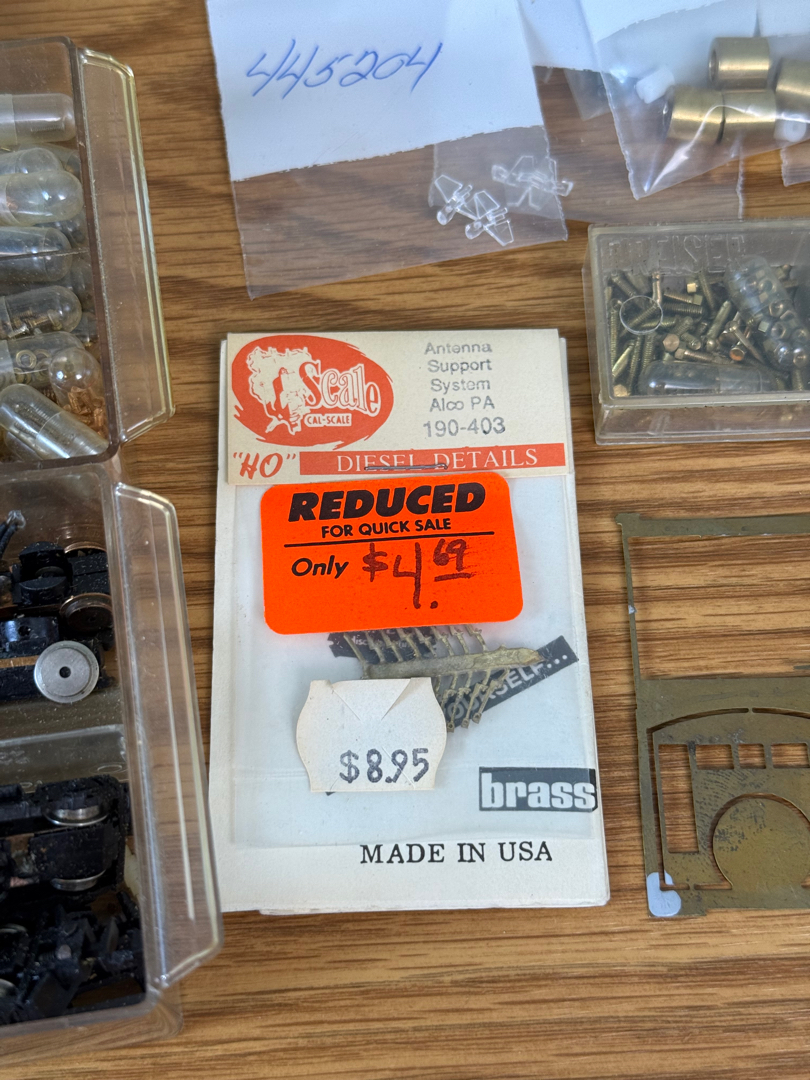 445204
Scale
CAL-SCALE
Antenna
Support
System
Alco PA
190-403
"HO"
DIESEL DETAILS
REDUCED
FOR QUICK SALE
Only $4.69
$8.95
brass
MADE IN USA